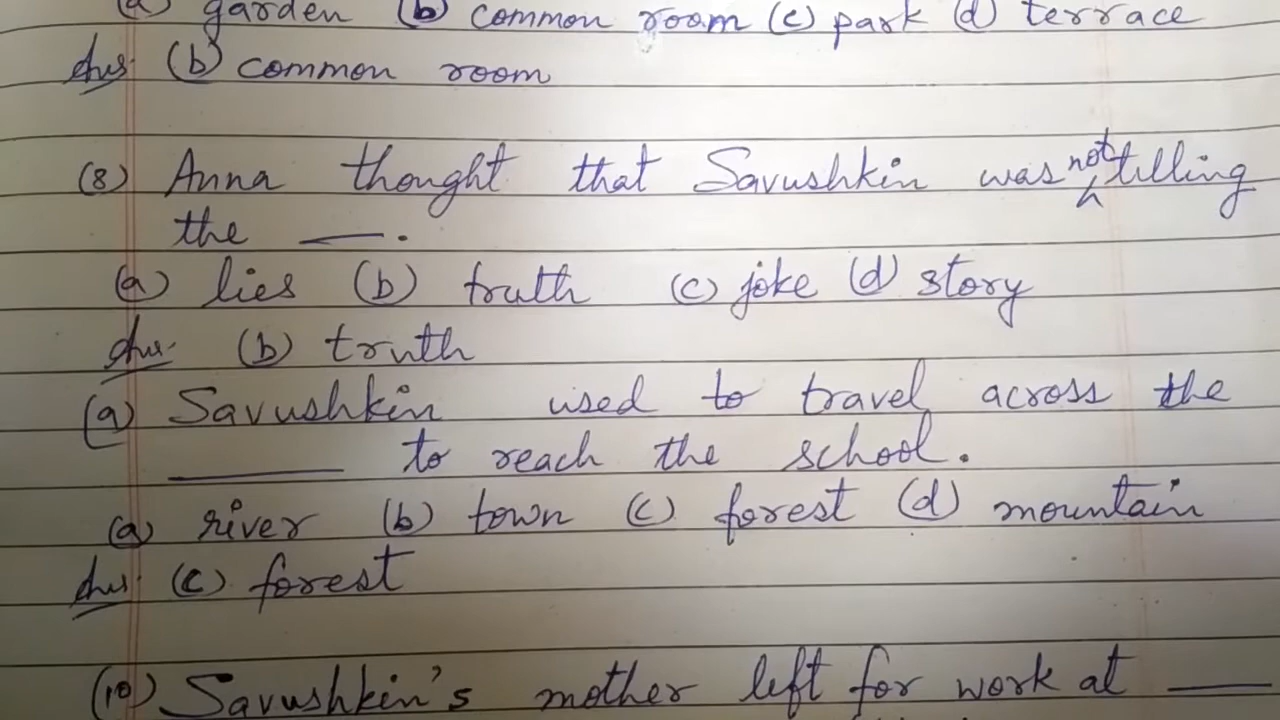 (a) garden (b) common room (c) park (d) terrace
Ans: (b) common room
(8) Anna thought that Savushkin was not telling
the ___.
(a) lies (b) truth (c) joke (d) story
Ans: (b) truth
(9) Savushkin used to travel across the
______ to reach the school.
(a) river (b) town (c) forest (d) mountain
Ans: (c) forest
(10) Savushkin's mother left for work at ___